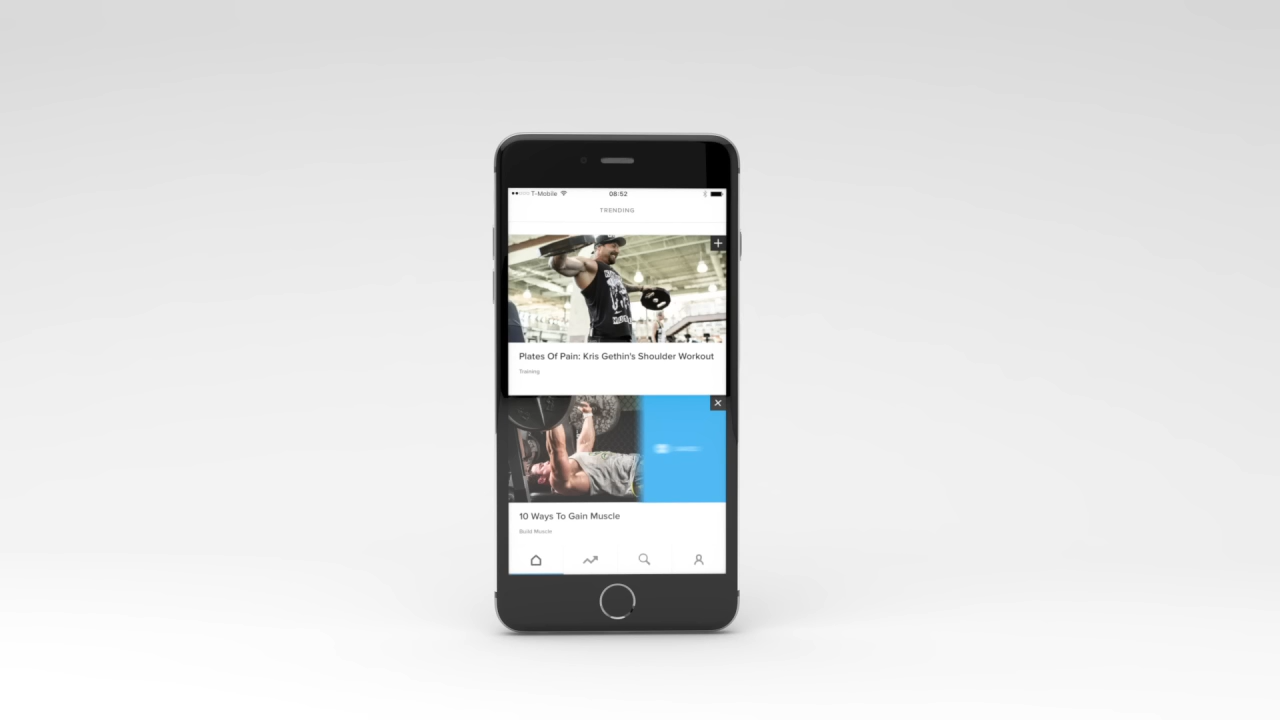 T-Mobile 08:52
TRENDING
Plates Of Pain: Kris Gethin's Shoulder Workout
Training
10 Ways To Gain Muscle
Build Muscle